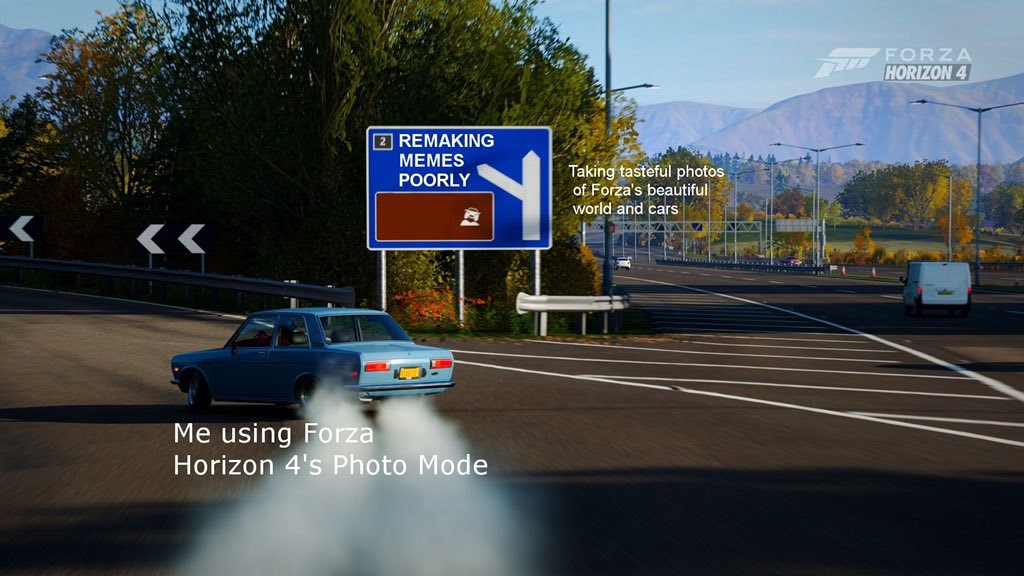 FORZA
HORIZON 4
2
REMAKING
MEMES
POORLY
Taking tasteful photos
of Forza's beautiful
world and cars
Me using Forza
Horizon 4's Photo Mode